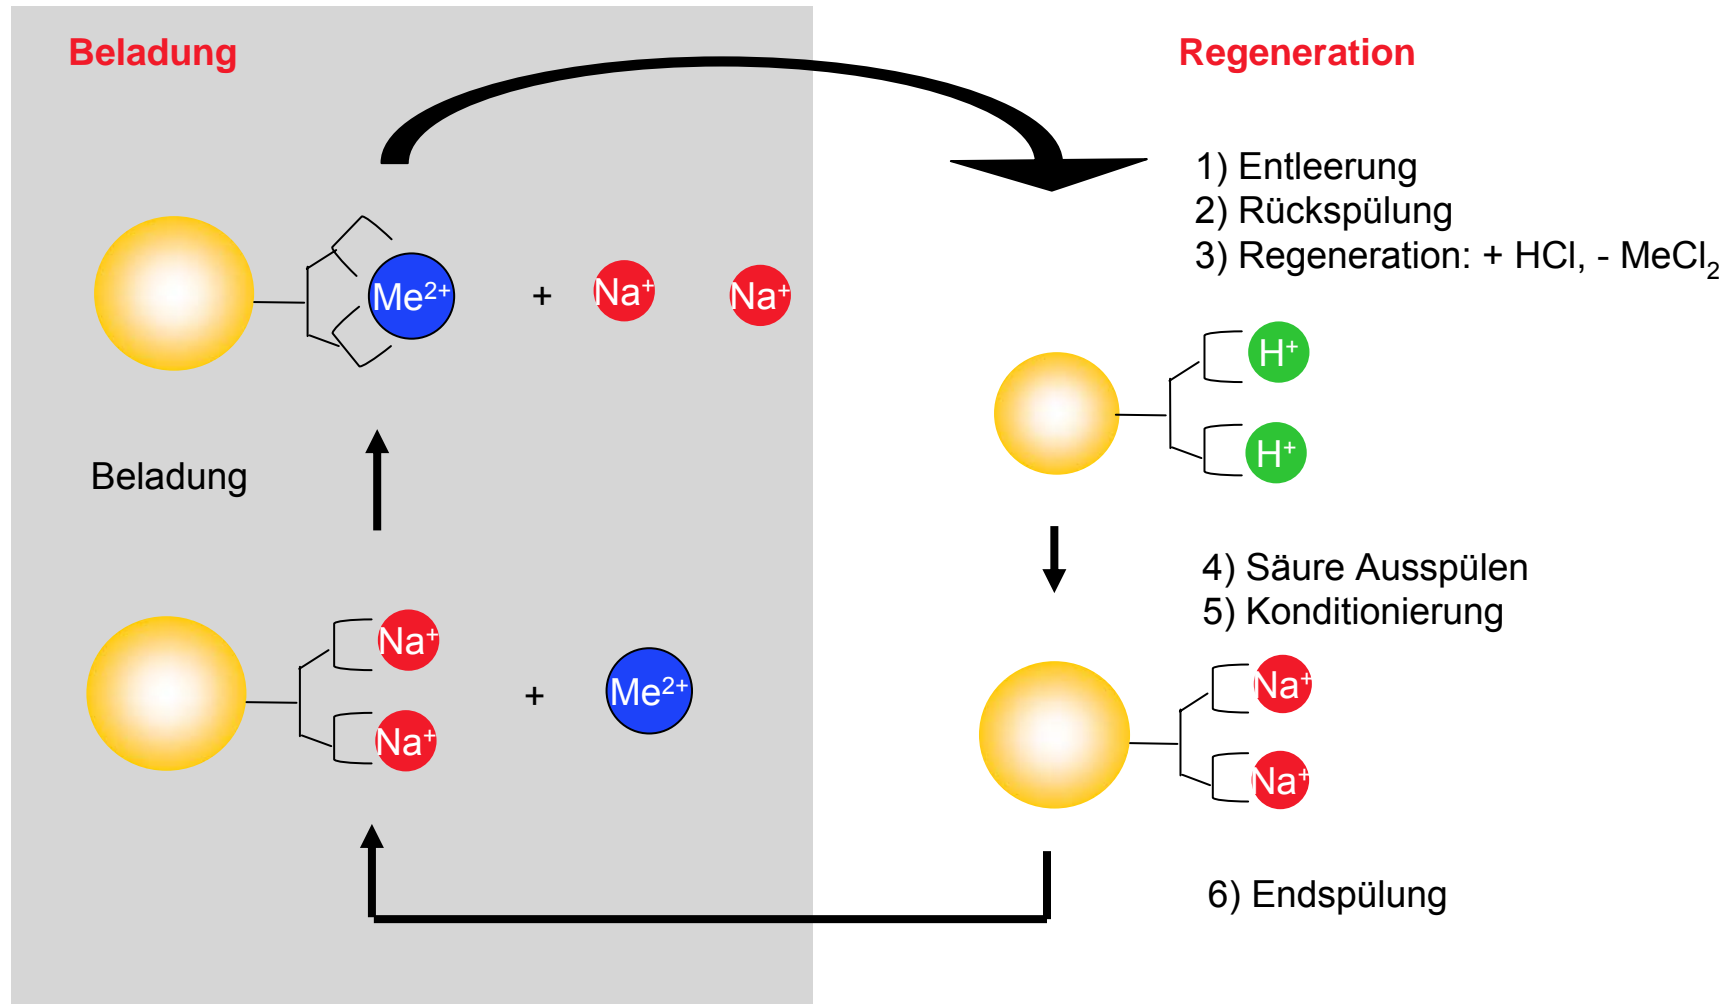 Beladung
Regeneration
1) Entleerung
2) Rückspülung
3) Regeneration: + HCl, - MeCl₂
Me²⁺ + Na⁺ Na⁺
H⁺
H⁺
Beladung
4) Säure Ausspülen
5) Konditionierung
Na⁺
Na⁺
+ Me²⁺
Na⁺
Na⁺
6) Endspülung